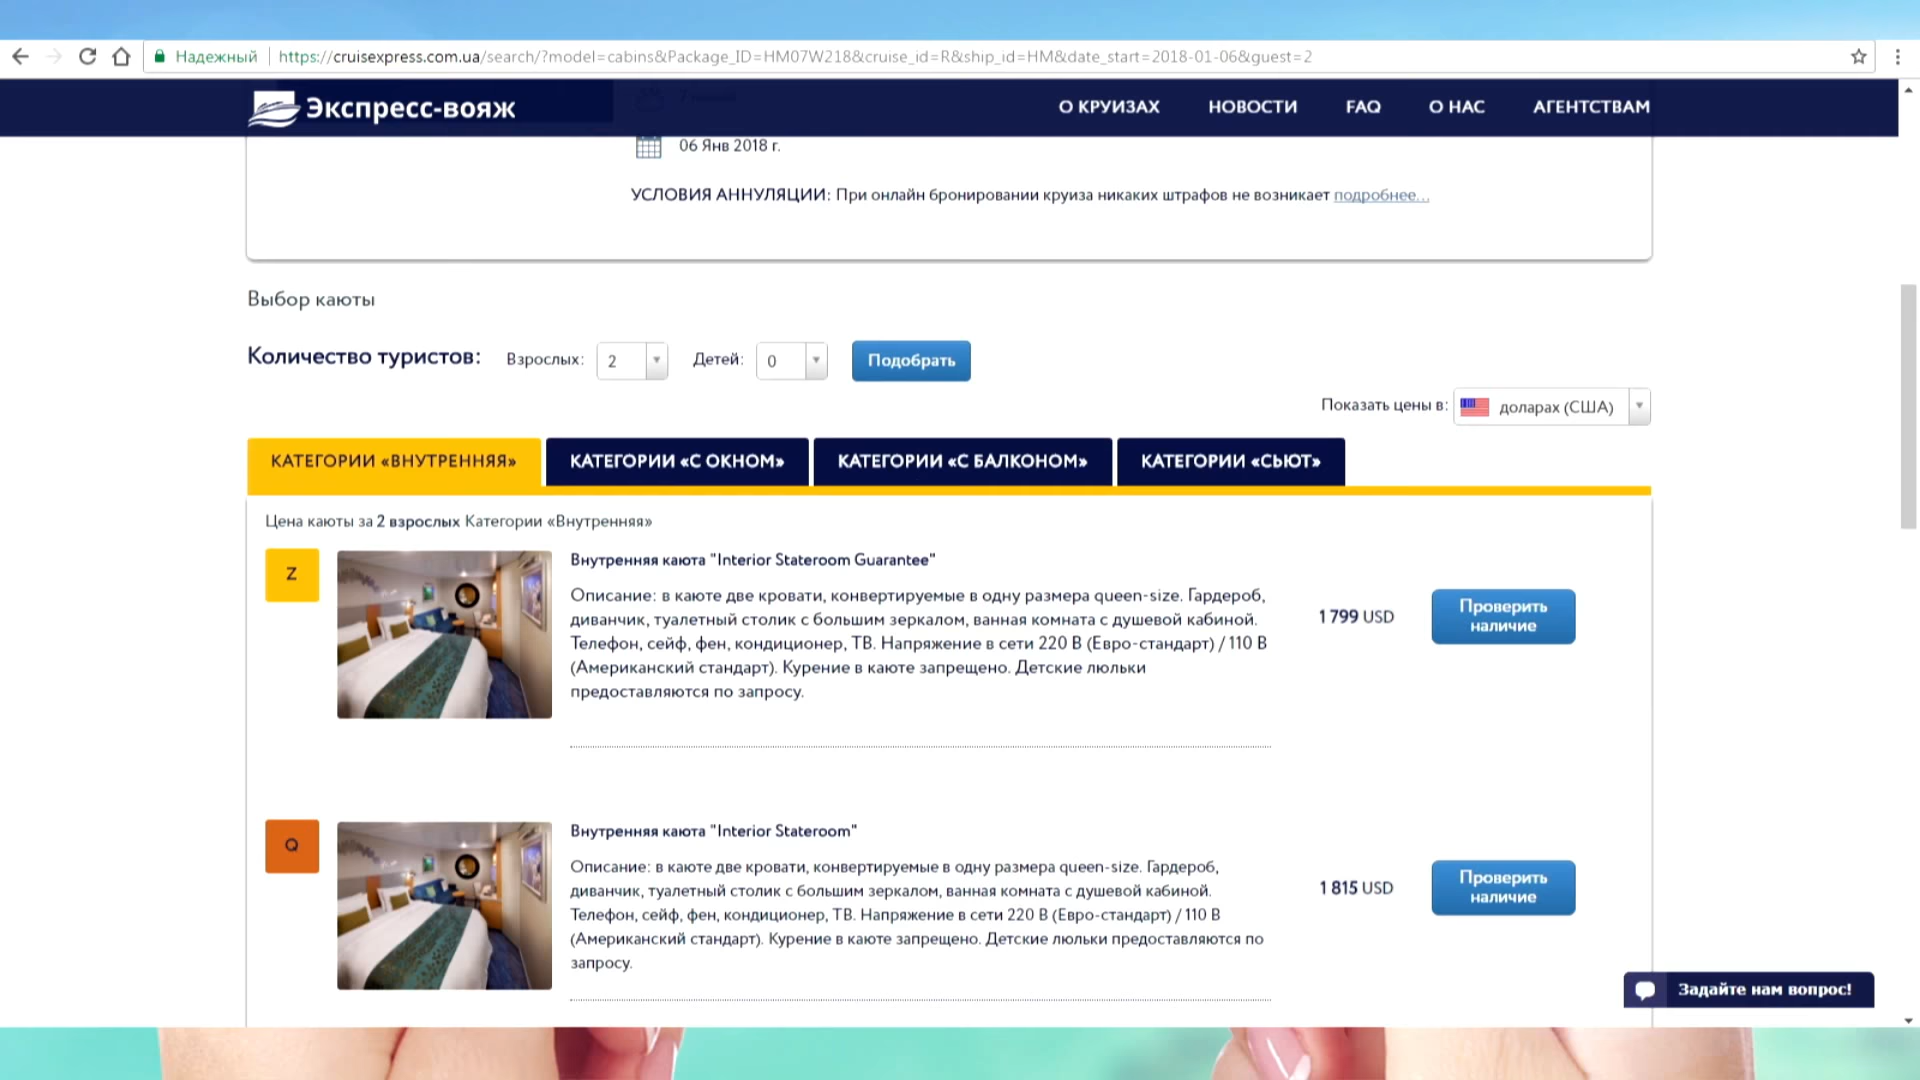 Надежный https://cruisexpress.com.ua/search/?model=cabins&Package_ID=HM07W218&cruise_id=R&ship_id=HM&date_start=2018-01-06&guest=2
Экспресс-вояж О КРУИЗАХ НОВОСТИ FAQ О НАС АГЕНТСТВАМ
06 Янв 2018 г.
УСЛОВИЯ АННУЛЯЦИИ: При онлайн бронировании круиза никаких штрафов не возникает подробнее...
Выбор каюты
Количество туристов: Взрослых: 2 Детей: 0 Подобрать
Показать цены в: доларах (США)
КАТЕГОРИИ «ВНУТРЕННЯЯ» КАТЕГОРИИ «С ОКНОМ» КАТЕГОРИИ «С БАЛКОНОМ» КАТЕГОРИИ «СЬЮТ»
Цена каюты за 2 взрослых Категории «Внутренняя»
Z
Внутренняя каюта "Interior Stateroom Guarantee"
Описание: в каюте две кровати, конвертируемые в одну размера queen-size. Гардероб,
диванчик, туалетный столик с большим зеркалом, ванная комната с душевой кабиной.
Телефон, сейф, фен, кондиционер, ТВ. Напряжение в сети 220 В (Евро-стандарт) / 110 В
(Американский стандарт). Курение в каюте запрещено. Детские люльки
предоставляются по запросу.
1 799 USD
Проверить
наличие
Q
Внутренняя каюта "Interior Stateroom"
Описание: в каюте две кровати, конвертируемые в одну размера queen-size. Гардероб,
диванчик, туалетный столик с большим зеркалом, ванная комната с душевой кабиной.
Телефон, сейф, фен, кондиционер, ТВ. Напряжение в сети 220 В (Евро-стандарт) / 110 В
(Американский стандарт). Курение в каюте запрещено. Детские люльки предоставляются по
запросу.
1 815 USD
Проверить
наличие
Задайте нам вопрос!